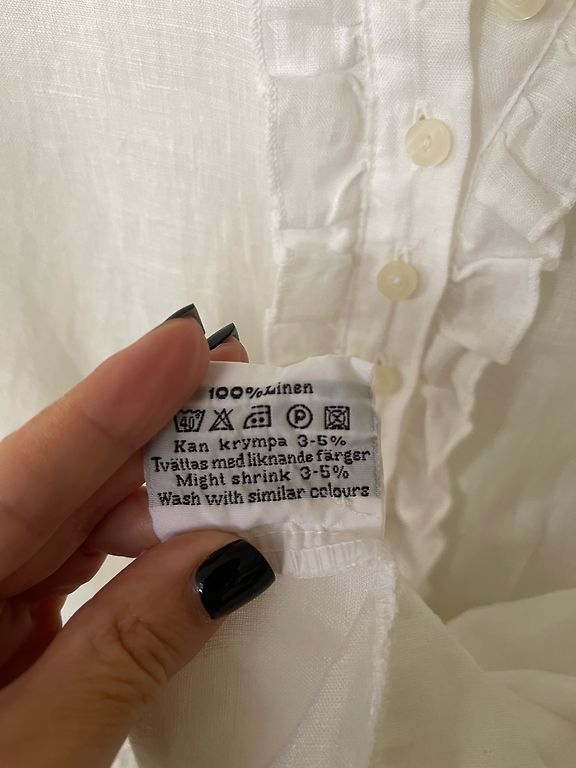 100% Linen
40° P
Kan krympa 3-5%
Tvättas med liknande färger
Might shrink 3-5%
Wash with similar colours